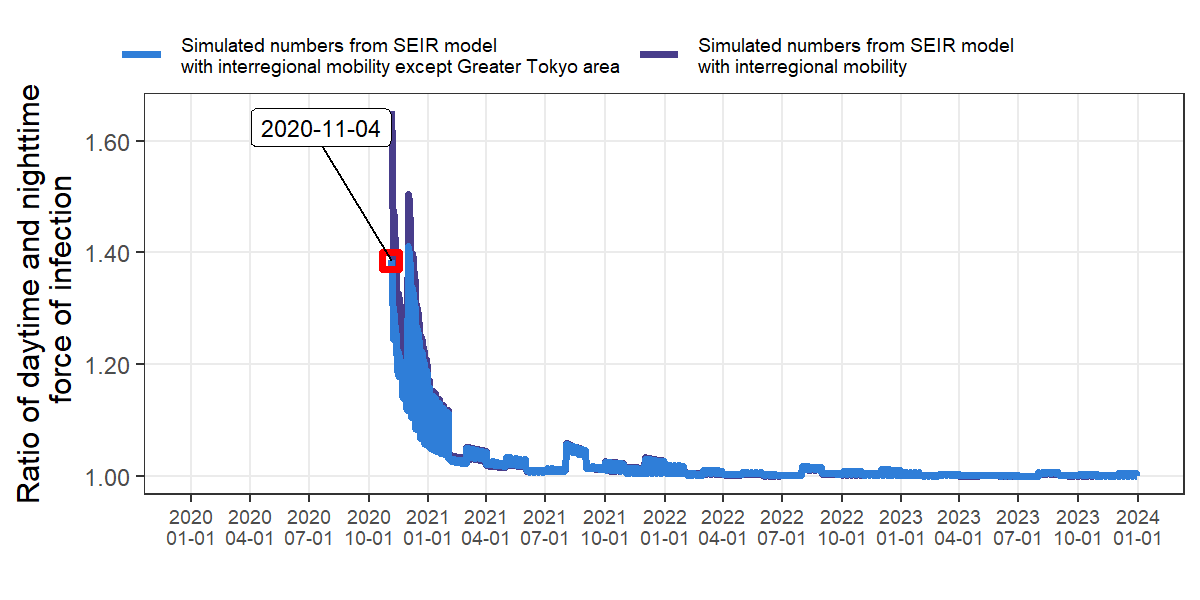 Simulated numbers from SEIR model
with interregional mobility except Greater Tokyo area
Simulated numbers from SEIR model
with interregional mobility
Ratio of daytime and nighttime
force of infection
2020-11-04
1.60
1.40
1.20
1.00
2020 2020 2020 2020 2021 2021 2021 2021 2022 2022 2022 2022 2023 2023 2023 2023 2024
01-01 04-01 07-01 10-01 01-01 04-01 07-01 10-01 01-01 04-01 07-01 10-01 01-01 04-01 07-01 10-01 01-01